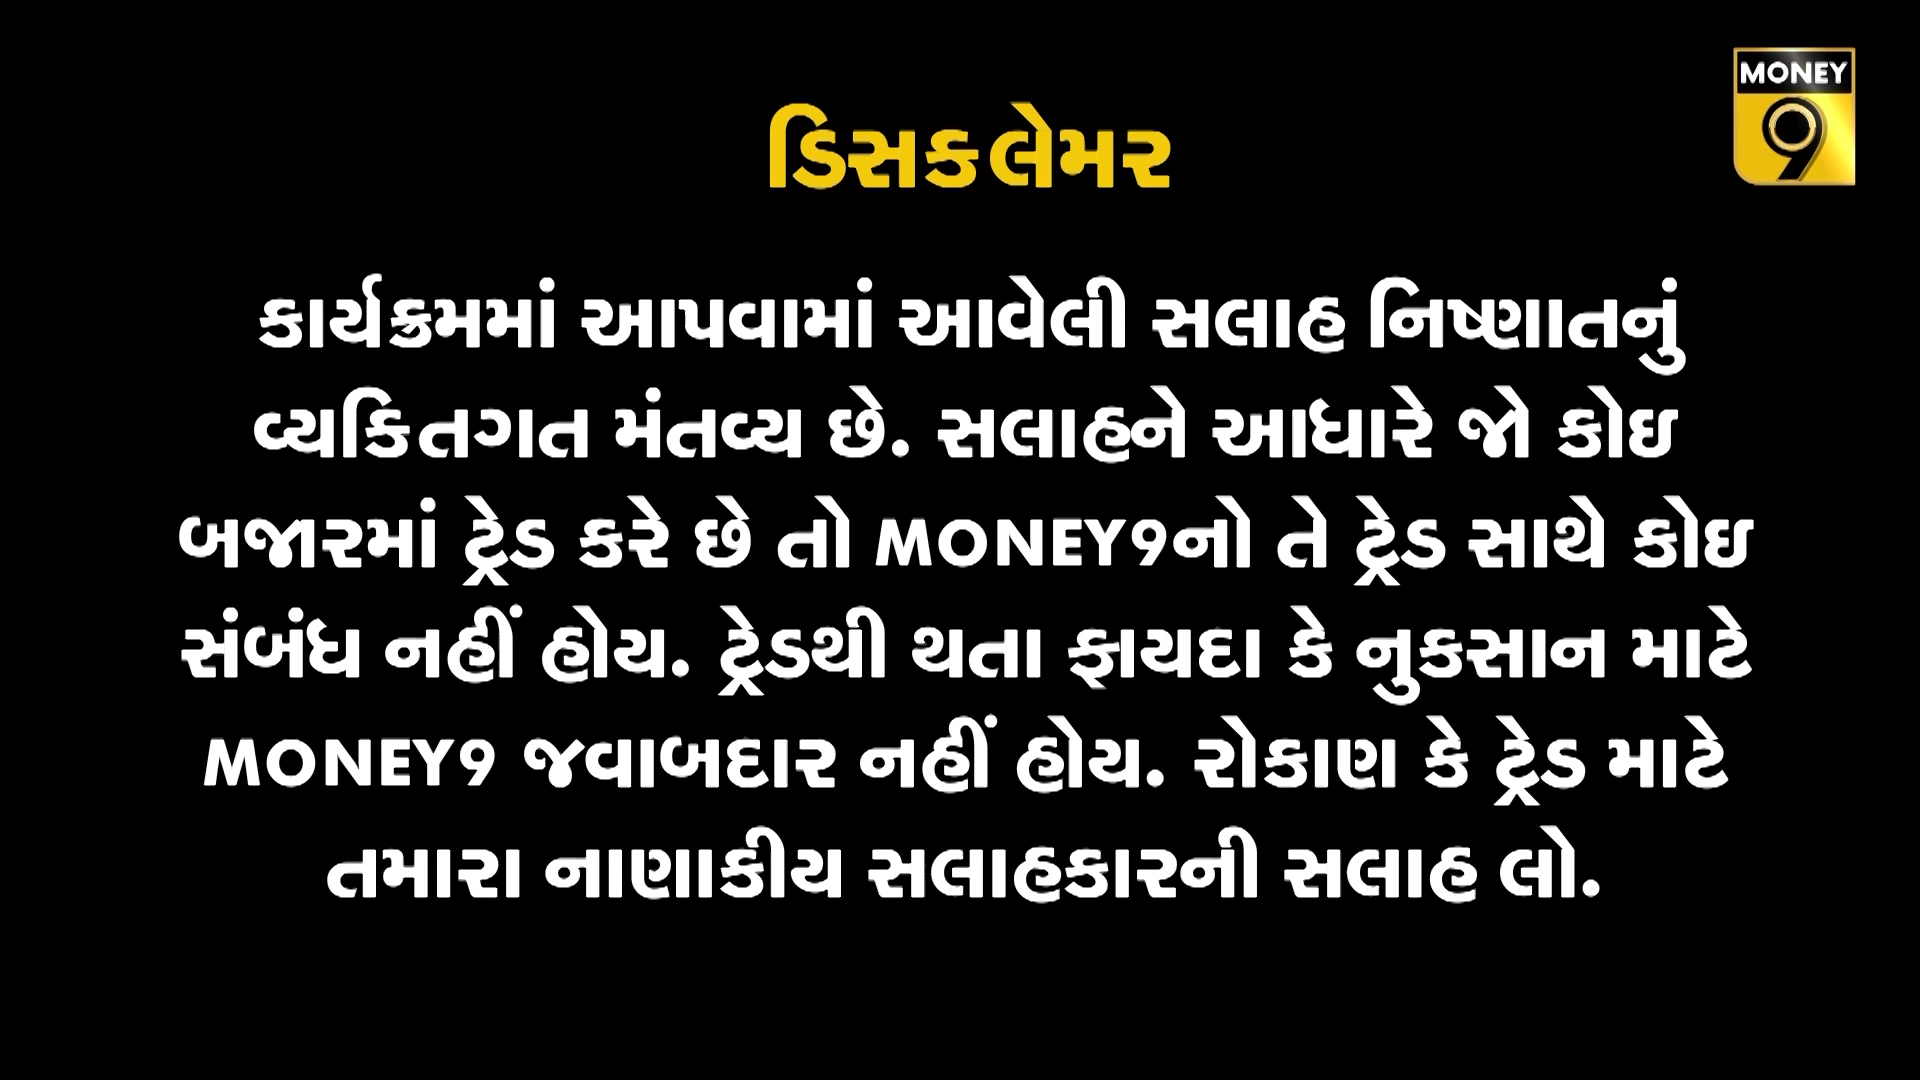 MONEY
9
ડિસક્લેમર
કાર્યક્રમમાં આપવામાં આવેલી સલાહ નિષ્ણાતનું
વ્યકિતગત મંતવ્ય છે. સલાહને આધારે જો કોઇ
બજારમાં ટ્રેડ કરે છે તો MONEY9નો તે ટ્રેડ સાથે કોઇ
સંબંધ નહીં હોય. ટ્રેડથી થતા ફાયદા કે નુકસાન માટે
MONEY9 જવાબદાર નહીં હોય. રોકાણ કે ટ્રેડ માટે
તમારા નાણાકીય સલાહકારની સલાહ લો.